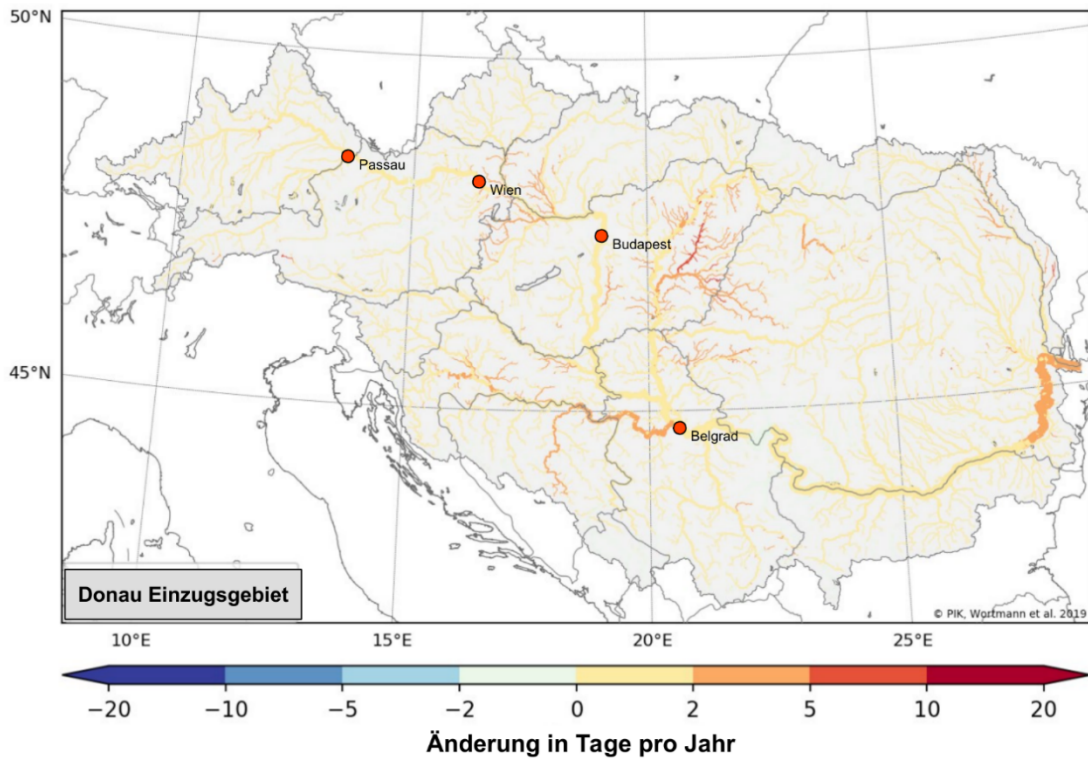 50°N
Passau
Wien
Budapest
45°N
Belgrad
Donau Einzugsgebiet
© PIK, Wortmann et al. 2019
10°E 15°E 20°E 25°E
−20 −10 −5 −2 0 2 5 10 20
Änderung in Tage pro Jahr